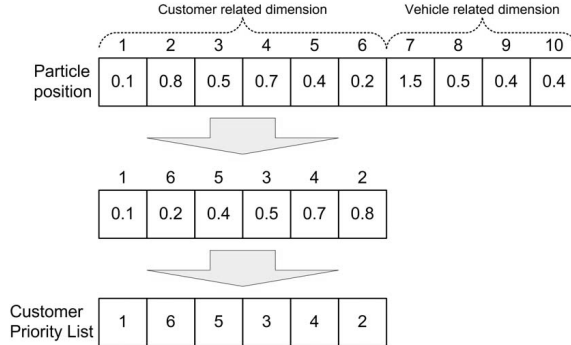 Customer related dimension Vehicle related dimension
1 2 3 4 5 6 7 8 9 10
Particle
position
0.1 0.8 0.5 0.7 0.4 0.2 1.5 0.5 0.4 0.4
1 6 5 3 4 2
0.1 0.2 0.4 0.5 0.7 0.8
Customer
Priority List
1 6 5 3 4 2